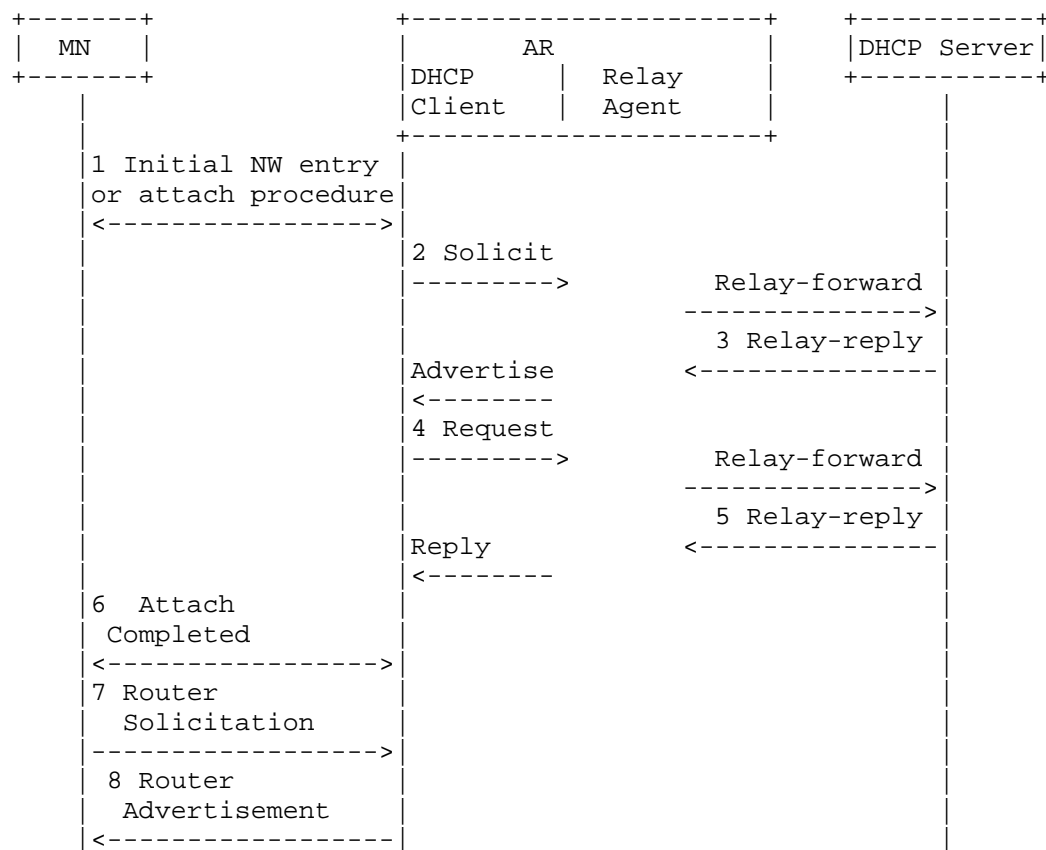 MN AR DHCP Server
DHCP Relay
Client Agent
1 Initial NW entry
or attach procedure
2 Solicit
Relay-forward
3 Relay-reply
Advertise
4 Request
Relay-forward
5 Relay-reply
Reply
6 Attach
Completed
7 Router
Solicitation
8 Router
Advertisement